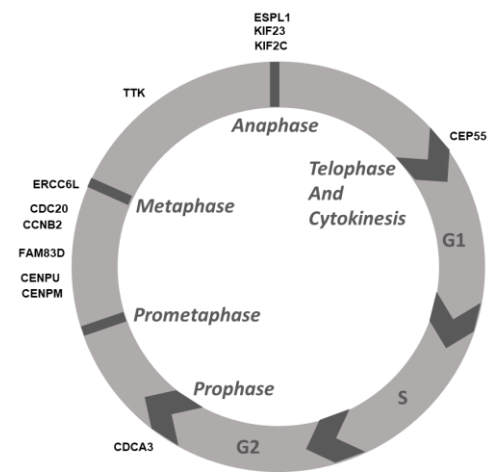 ESPL1
KIF23
KIF2C
TTK
Anaphase
CEP55
Telophase
And
Cytokinesis
ERCC6L
Metaphase
CDC20
CCNB2
G1
FAM83D
CENPU
CENPM
Prometaphase
Prophase
S
CDCA3
G2